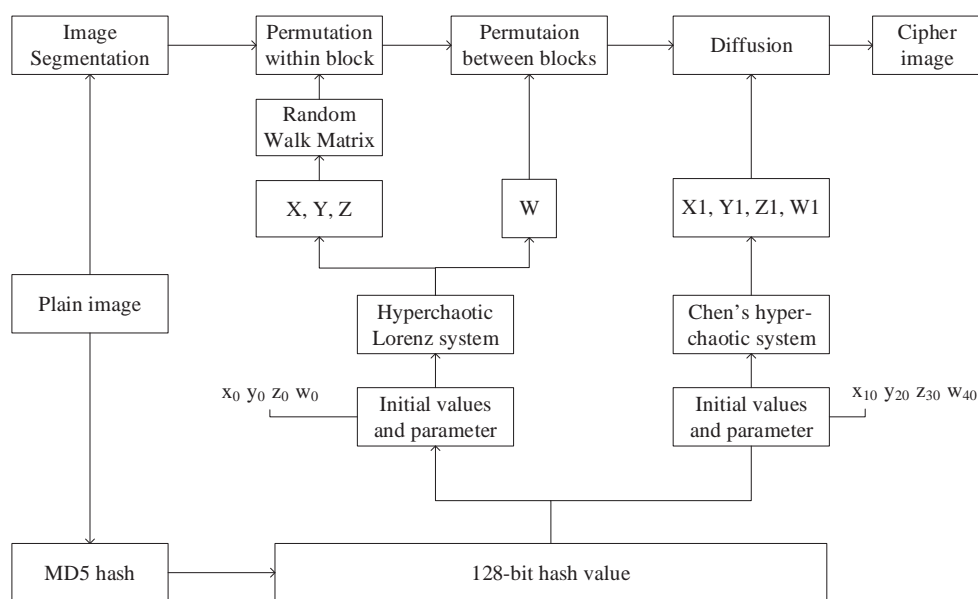 Image
Segmentation
Permutation
within block
Permutaion
between blocks
Diffusion
Cipher
image
Random
Walk Matrix
X, Y, Z
W
X1, Y1, Z1, W1
Plain image
Hyperchaotic
Lorenz system
Chen's hyper-
chaotic system
x₀ y₀ z₀ w₀
Initial values
and parameter
Initial values
and parameter
x₁₀ y₂₀ z₃₀ w₄₀
MD5 hash
128-bit hash value